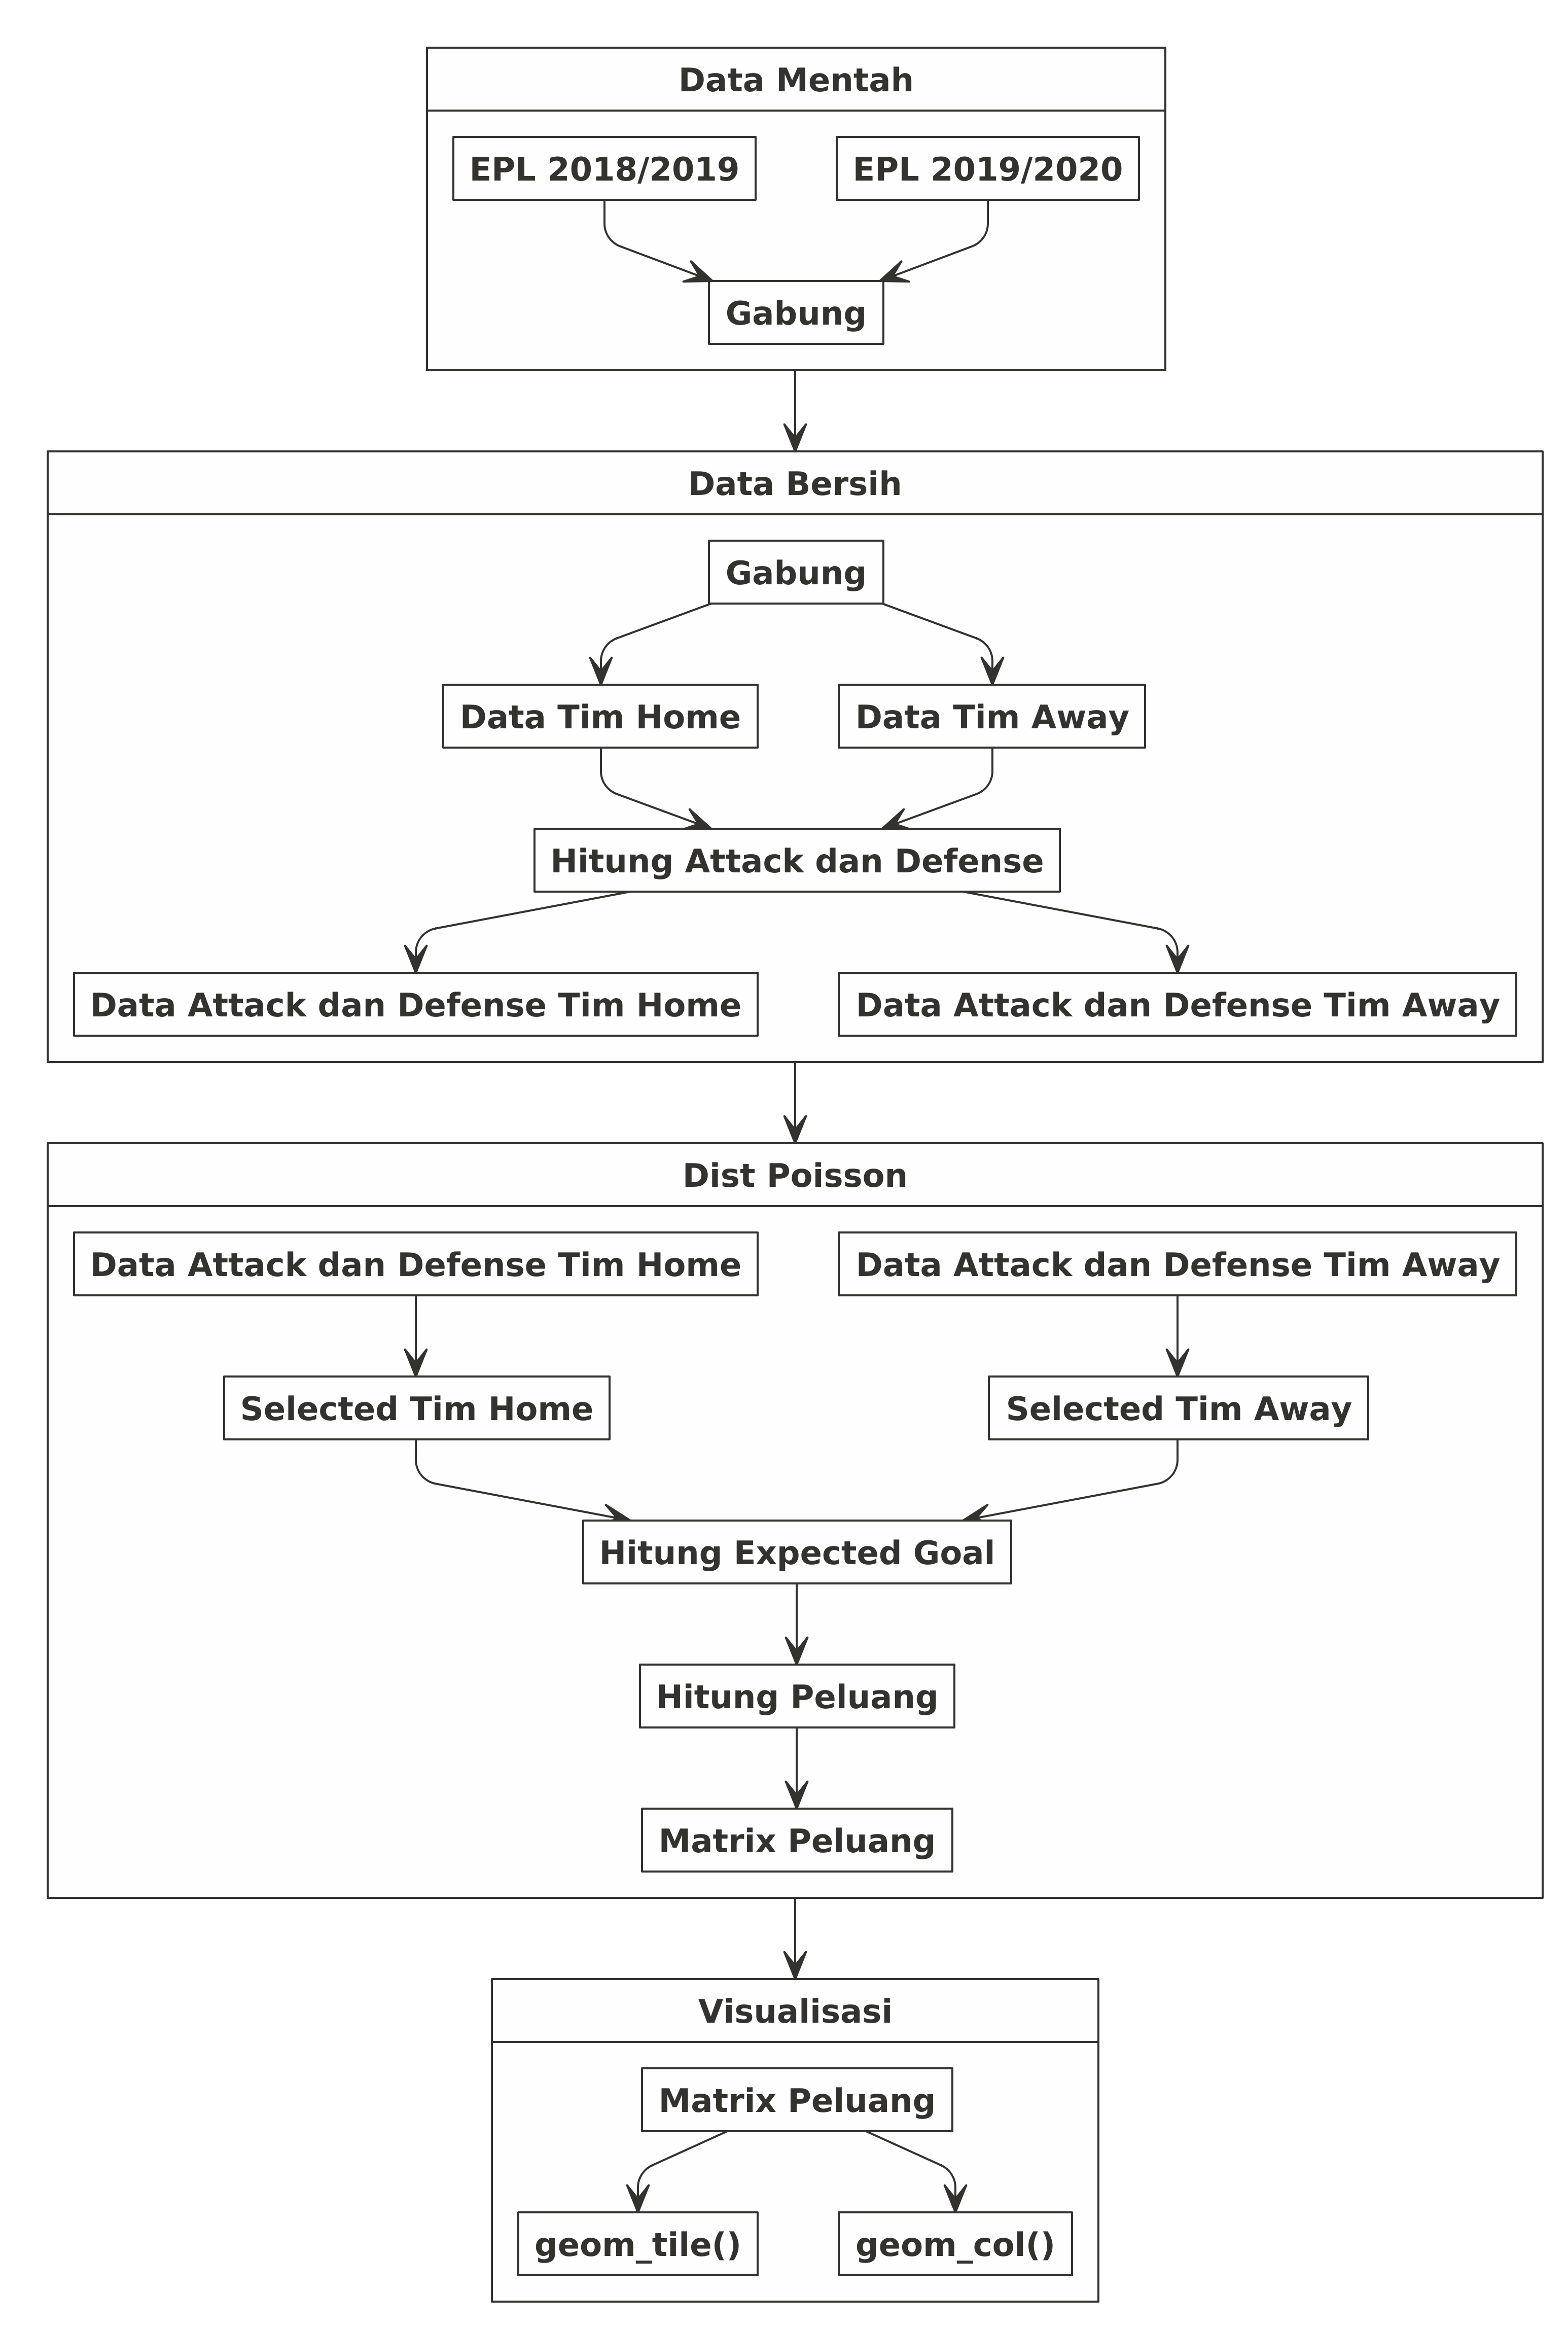 Data Mentah
EPL 2018/2019
EPL 2019/2020
Gabung
Data Bersih
Gabung
Data Tim Home
Data Tim Away
Hitung Attack dan Defense
Data Attack dan Defense Tim Home
Data Attack dan Defense Tim Away
Dist Poisson
Data Attack dan Defense Tim Home
Data Attack dan Defense Tim Away
Selected Tim Home
Selected Tim Away
Hitung Expected Goal
Hitung Peluang
Matrix Peluang
Visualisasi
Matrix Peluang
geom_tile()
geom_col()